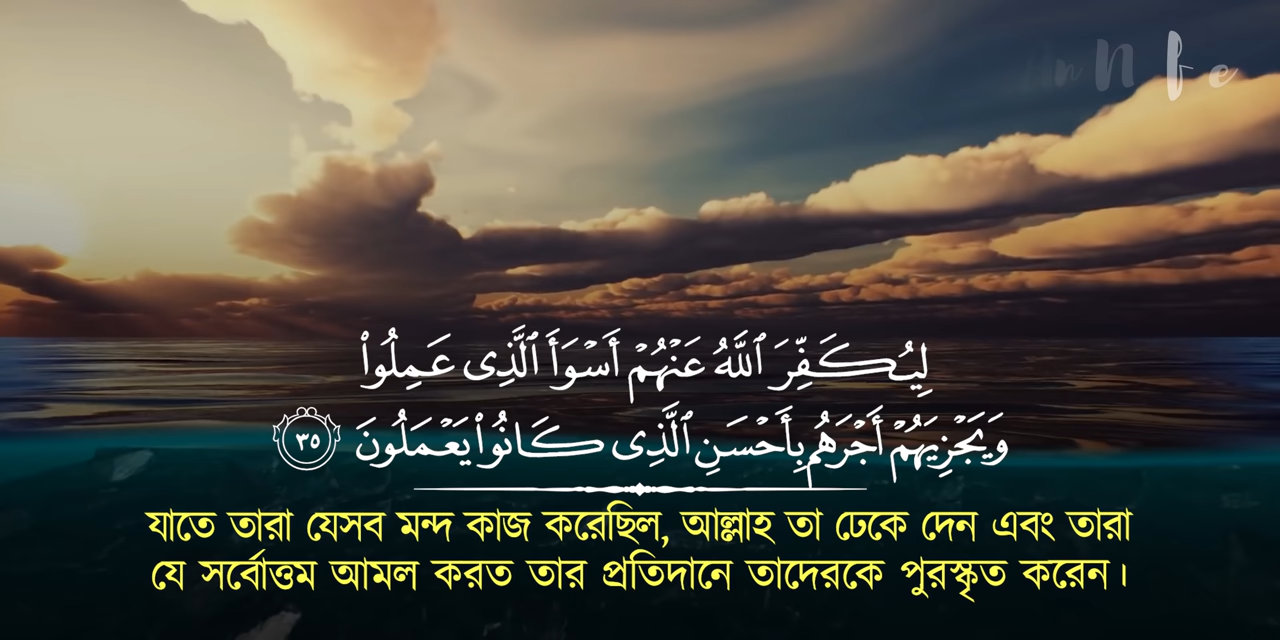 لِيُكَفِّرَ ٱللَّهُ عَنْهُمْ أَسْوَأَ ٱلَّذِى عَمِلُوا۟
وَيَجْزِيَهُمْ أَجْرَهُم بِأَحْسَنِ ٱلَّذِى كَانُوا۟ يَعْمَلُونَ ٣٥
যাতে তারা যেসব মন্দ কাজ করেছিল, আল্লাহ তা ঢেকে দেন এবং তারা
যে সর্বোত্তম আমল করত তার প্রতিদানে তাদেরকে পুরস্কৃত করেন।